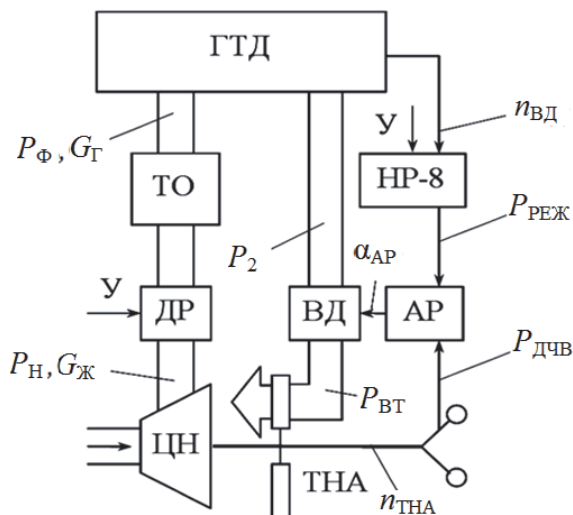 ГТД
У
n_ВД
P_Ф, G_Г
ТО
НР-8
P_РЕЖ
P_2
α_АР
У
ДР
ВД
АР
P_ДЧВ
P_Н, G_Ж
P_ВТ
ЦН
ТНА
n_ТНА